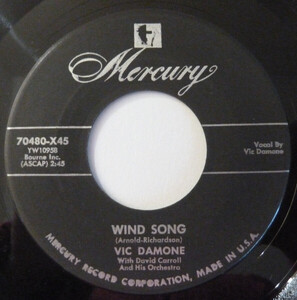 Mercury
70480-X45
YW10958
Bourne Inc.
(ASCAP) 2:45
Vocal By
Vic Damone
WIND SONG
(Arnold-Richardson)
VIC DAMONE
With David Carroll
And His Orchestra
MERCURY RECORD CORPORATION, MADE IN U.S.A.